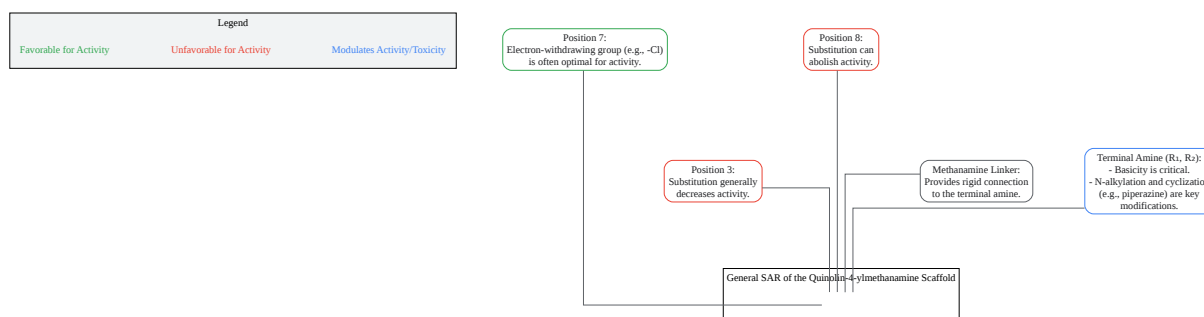 Legend
Favorable for Activity
Unfavorable for Activity
Modulates Activity/Toxicity
Position 7:
Electron-withdrawing group (e.g., -Cl)
is often optimal for activity.
Position 8:
Substitution can
abolish activity.
Position 3:
Substitution generally
decreases activity.
Methanamine Linker:
Provides rigid connection
to the terminal amine.
Terminal Amine (R₁, R₂):
- Basicity is critical.
- N-alkylation and cyclizatio
(e.g., piperazine) are key
modifications.
General SAR of the Quinolin-4-ylmethanamine Scaffold